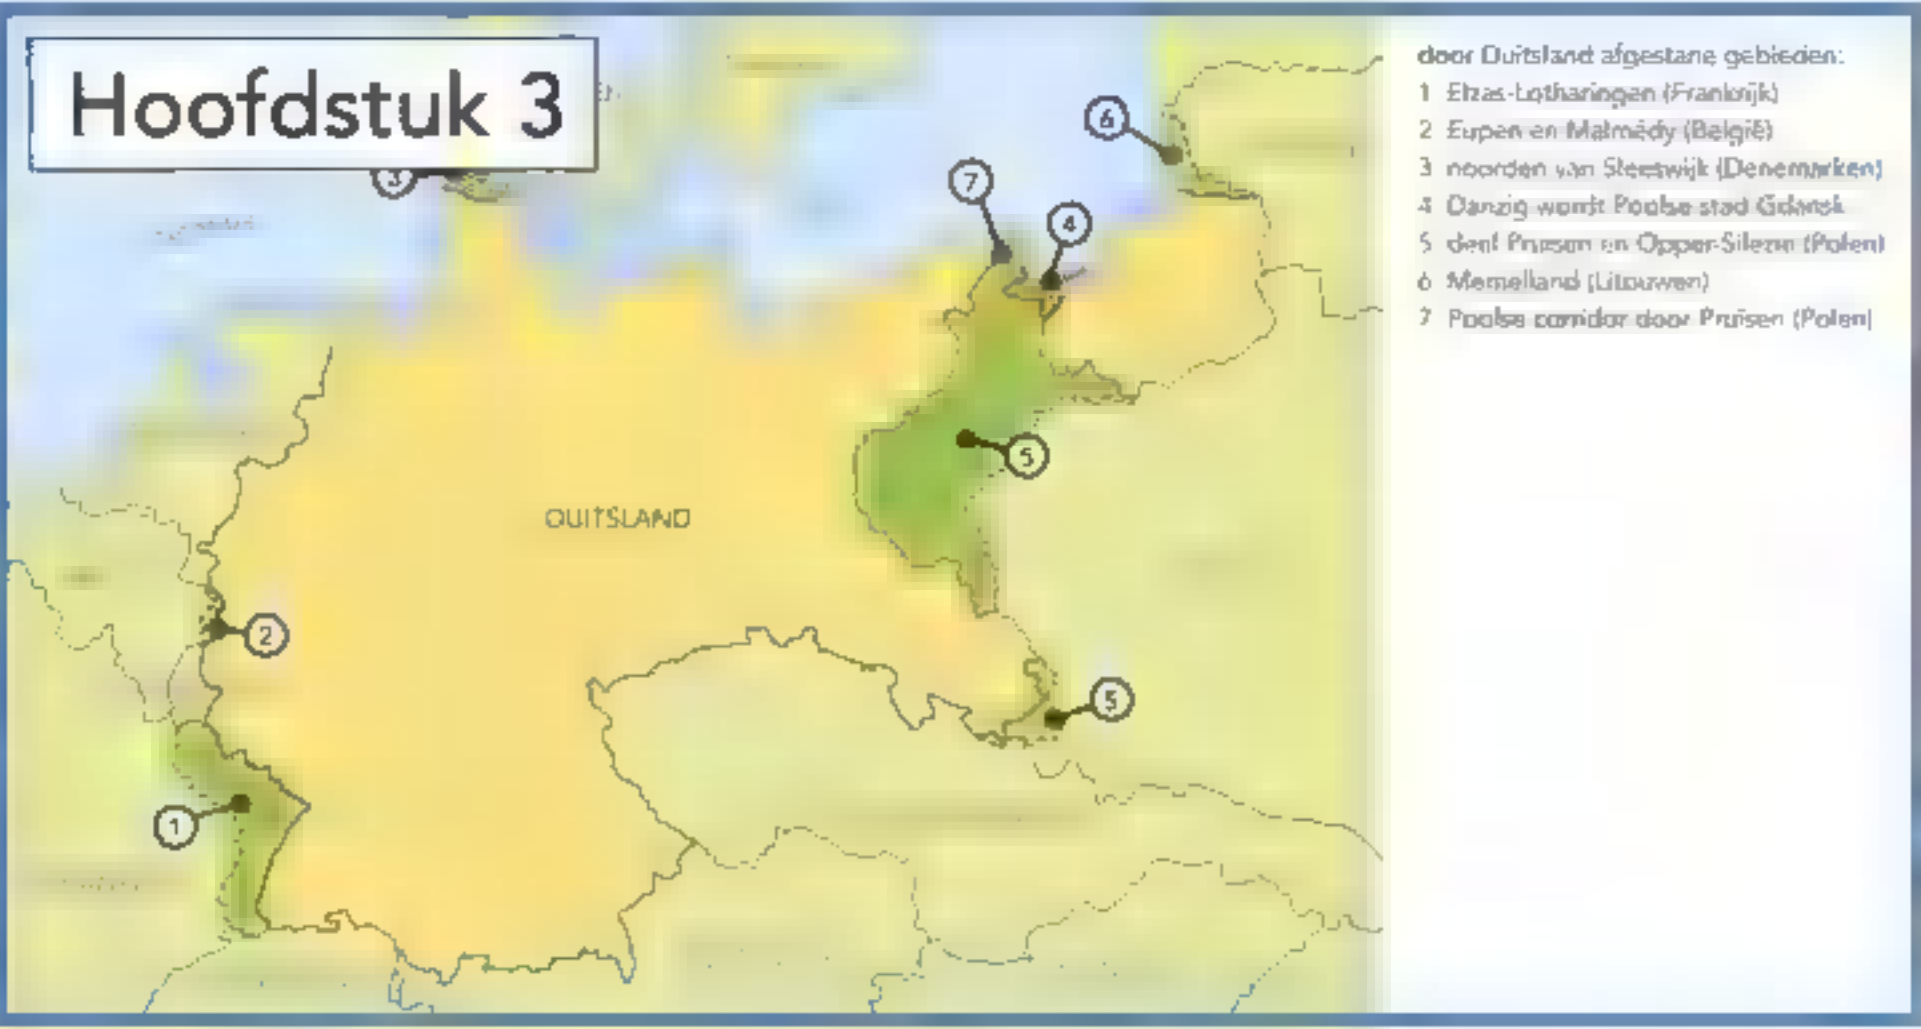 Hoofdstuk 3
door Duitsland afgestane gebieden:
1 Elzas-Lotharingen (Frankrijk)
2 Eupen en Malmédy (België)
3 noorden van Sleeswijk (Denemarken)
4 Danzig wordt Poolse stad Gdansk
5 deel Pruisen en Opper-Silezië (Polen)
6 Memelland (Litouwen)
7 Poolse corridor door Pruisen (Polen)
3
6
7
4
5
DUITSLAND
2
5
1